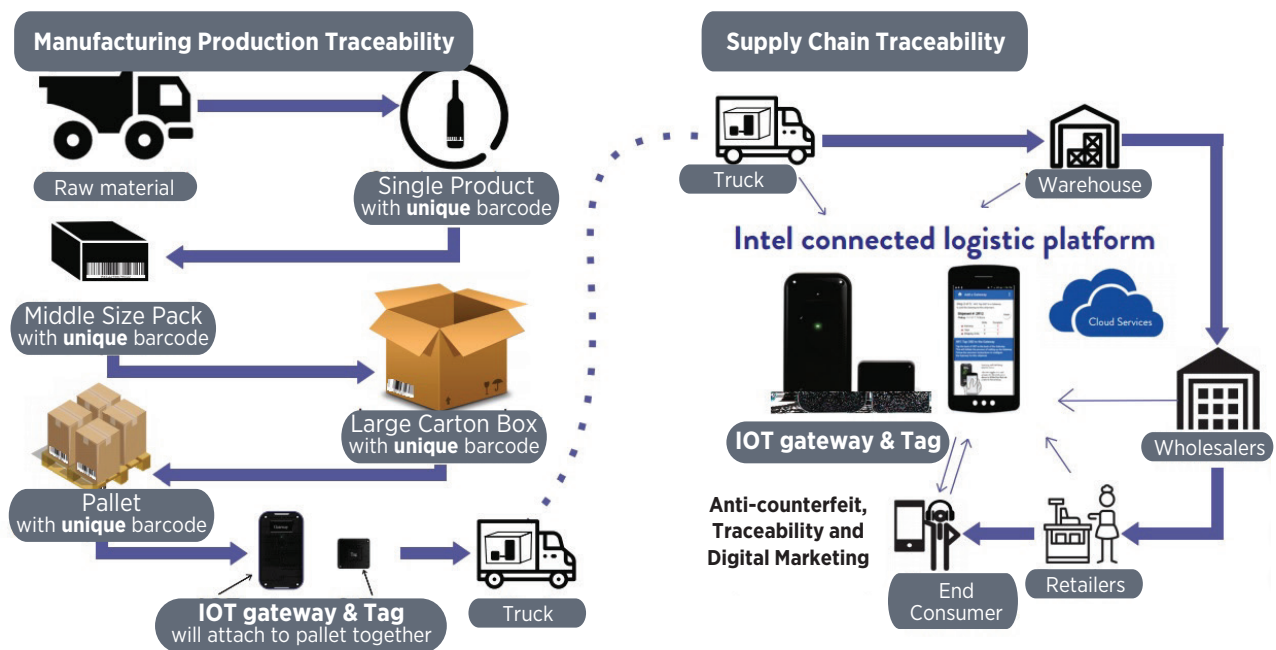 Manufacturing Production Traceability
Raw material
Single Product
with unique barcode
Middle Size Pack
with unique barcode
Large Carton Box
with unique barcode
Pallet
with unique barcode
IOT gateway & Tag
will attach to pallet together
Truck
Supply Chain Traceability
Truck
Warehouse
Intel connected logistic platform
Cloud Services
IOT gateway & Tag
Wholesalers
Anti-counterfeit,
Traceability and
Digital Marketing
End
Consumer
Retailers